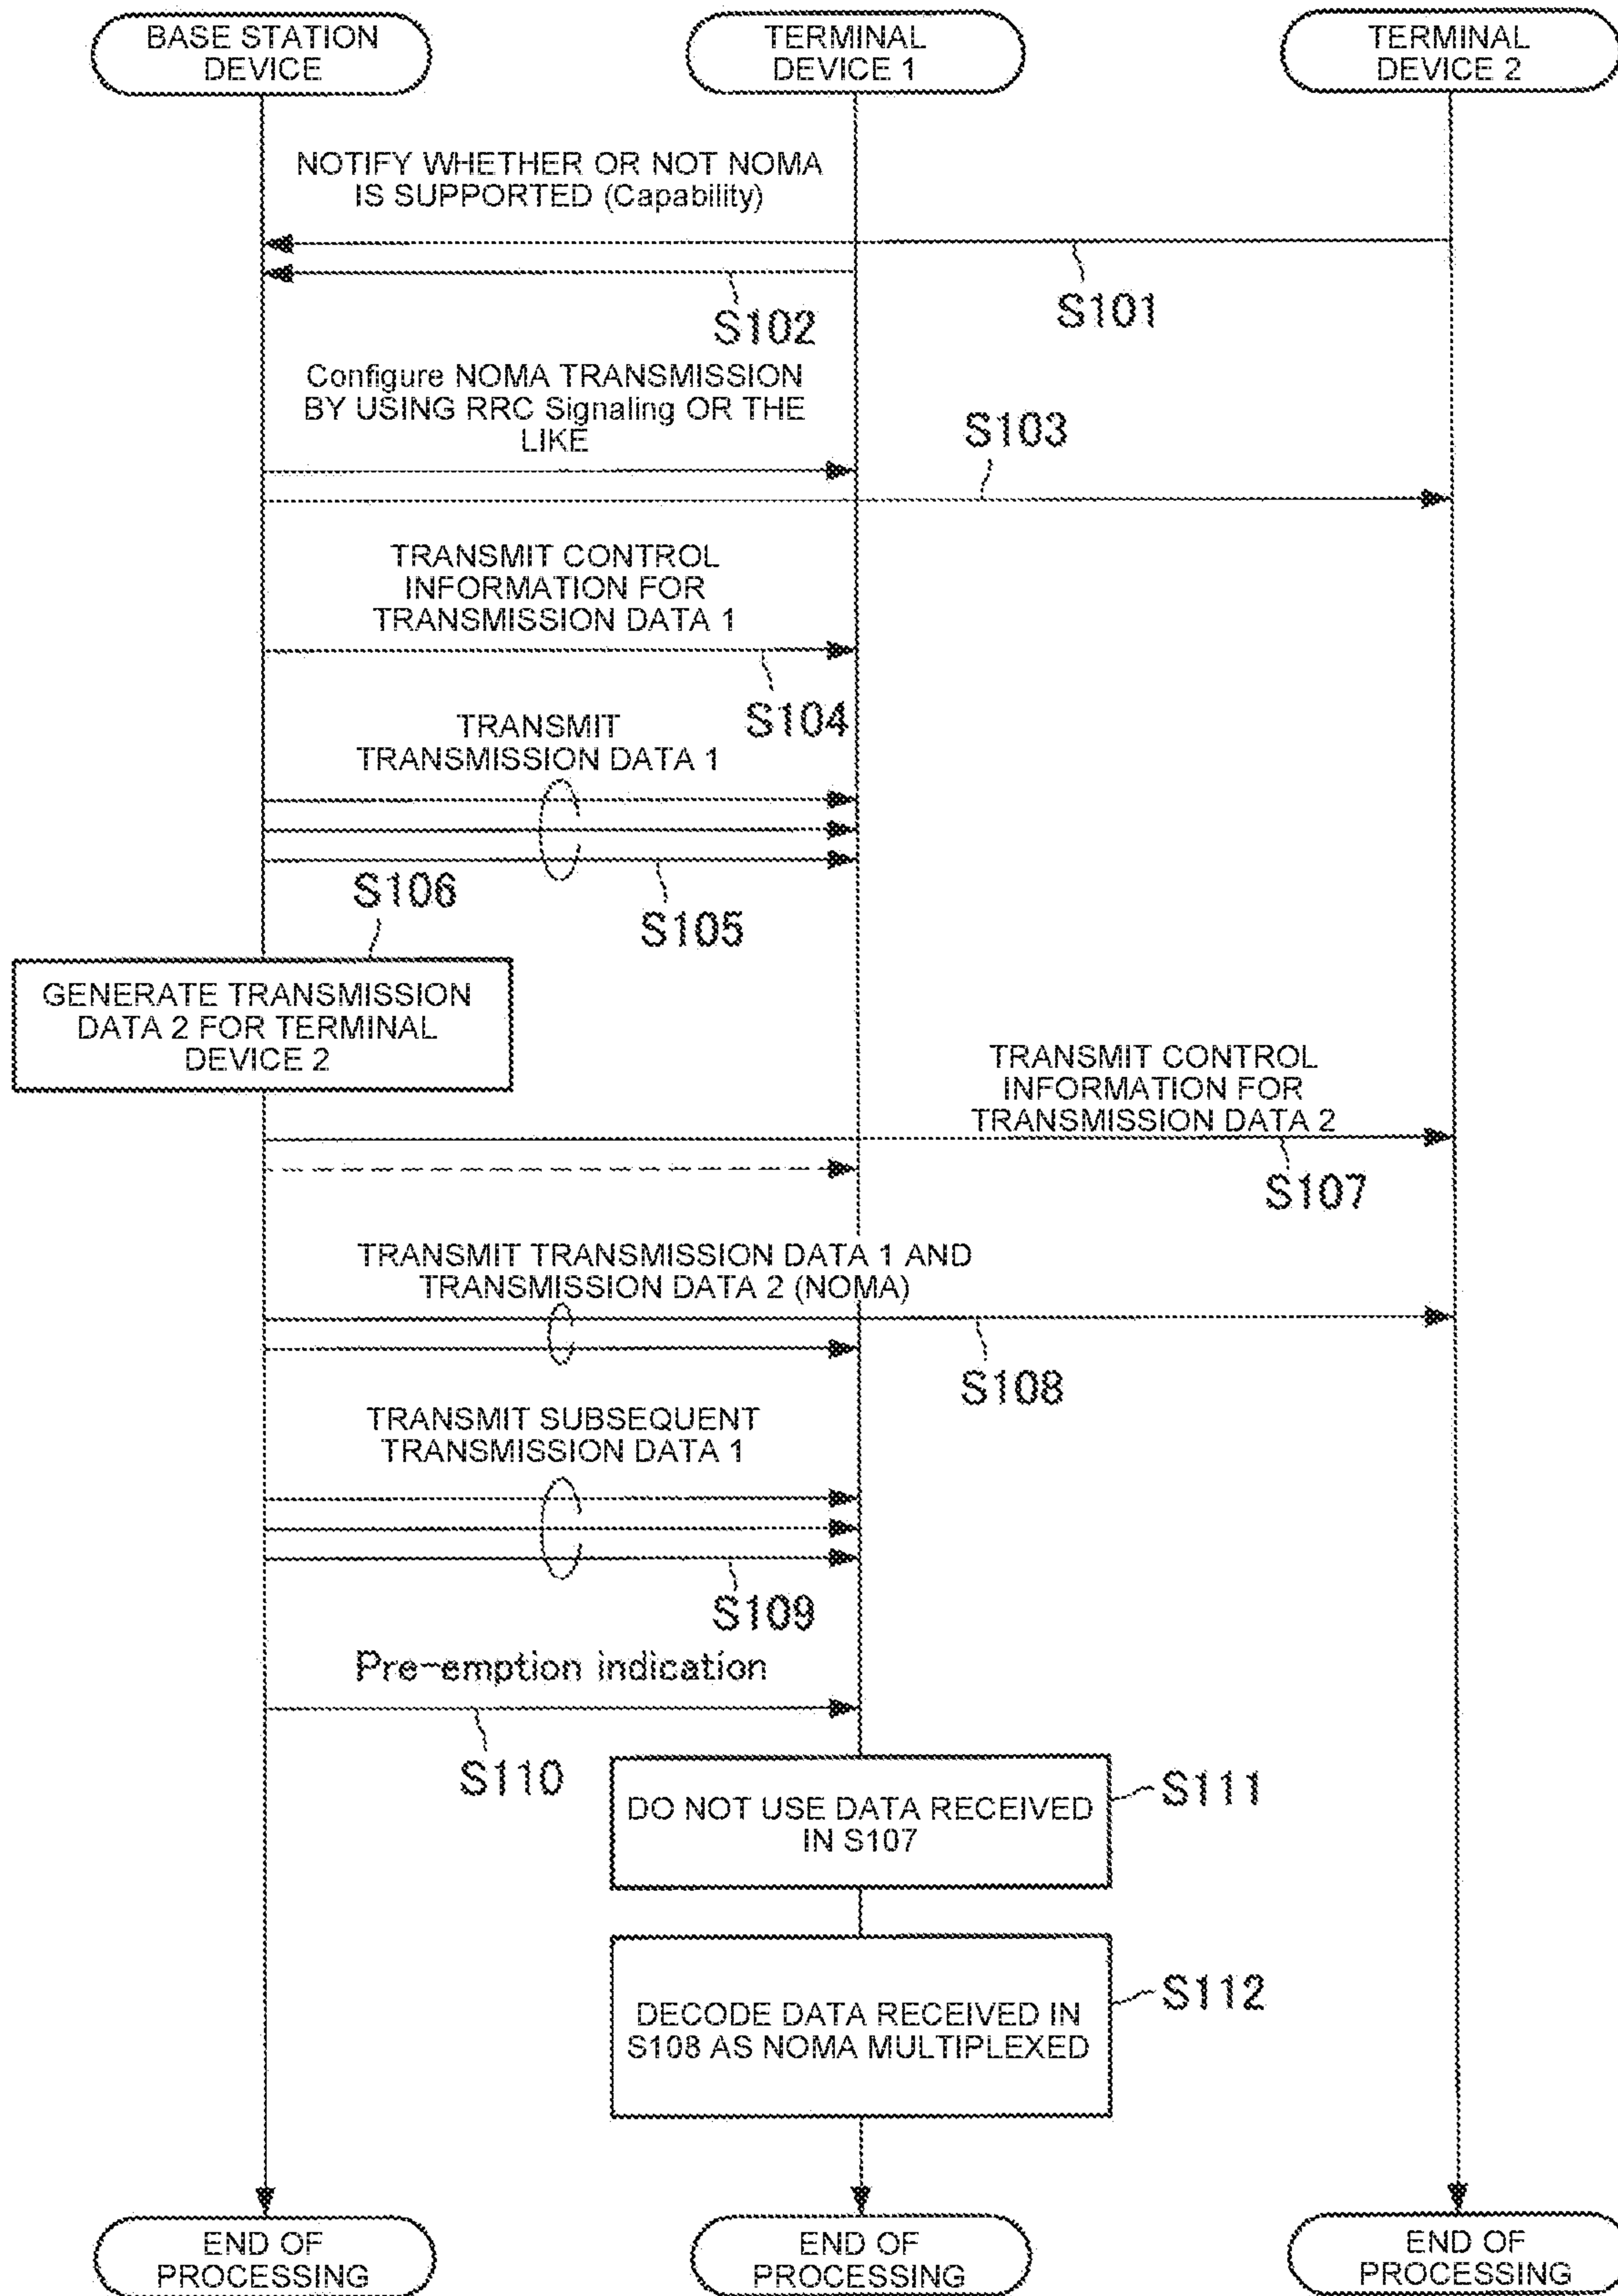 BASE STATION
DEVICE
TERMINAL
DEVICE 1
TERMINAL
DEVICE 2
NOTIFY WHETHER OR NOT NOMA
IS SUPPORTED (Capability)
S101
S102
Configure NOMA TRANSMISSION
BY USING RRC Signaling OR THE
LIKE
S103
TRANSMIT CONTROL
INFORMATION FOR
TRANSMISSION DATA 1
S104
TRANSMIT
TRANSMISSION DATA 1
S105
S106
GENERATE TRANSMISSION
DATA 2 FOR TERMINAL
DEVICE 2
TRANSMIT CONTROL
INFORMATION FOR
TRANSMISSION DATA 2
S107
TRANSMIT TRANSMISSION DATA 1 AND
TRANSMISSION DATA 2 (NOMA)
S108
TRANSMIT SUBSEQUENT
TRANSMISSION DATA 1
S109
Pre-emption indication
S110
DO NOT USE DATA RECEIVED
IN S107
S111
DECODE DATA RECEIVED IN
S108 AS NOMA MULTIPLEXED
S112
END OF
PROCESSING
END OF
PROCESSING
END OF
PROCESSING